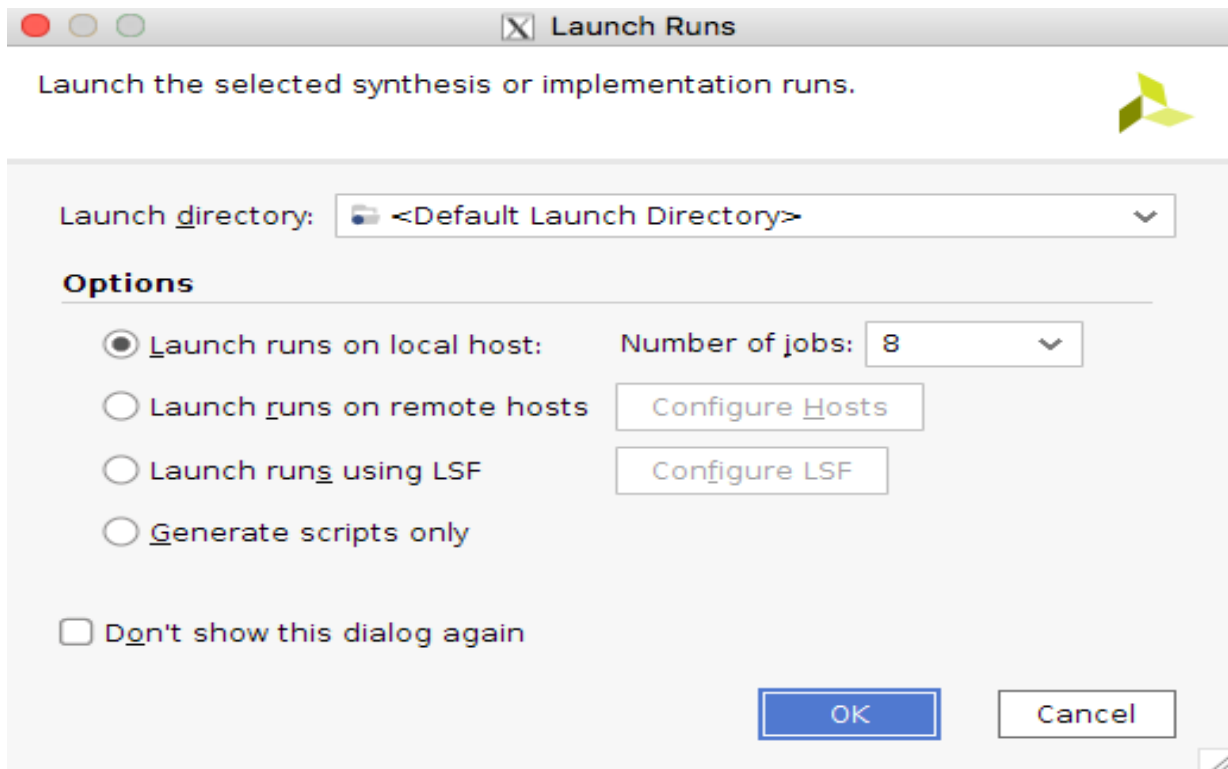 Launch Runs
Launch the selected synthesis or implementation runs.
Launch directory: <Default Launch Directory>
Options
Launch runs on local host: Number of jobs: 8
Launch runs on remote hosts Configure Hosts
Launch runs using LSF Configure LSF
Generate scripts only
Don't show this dialog again
OK Cancel